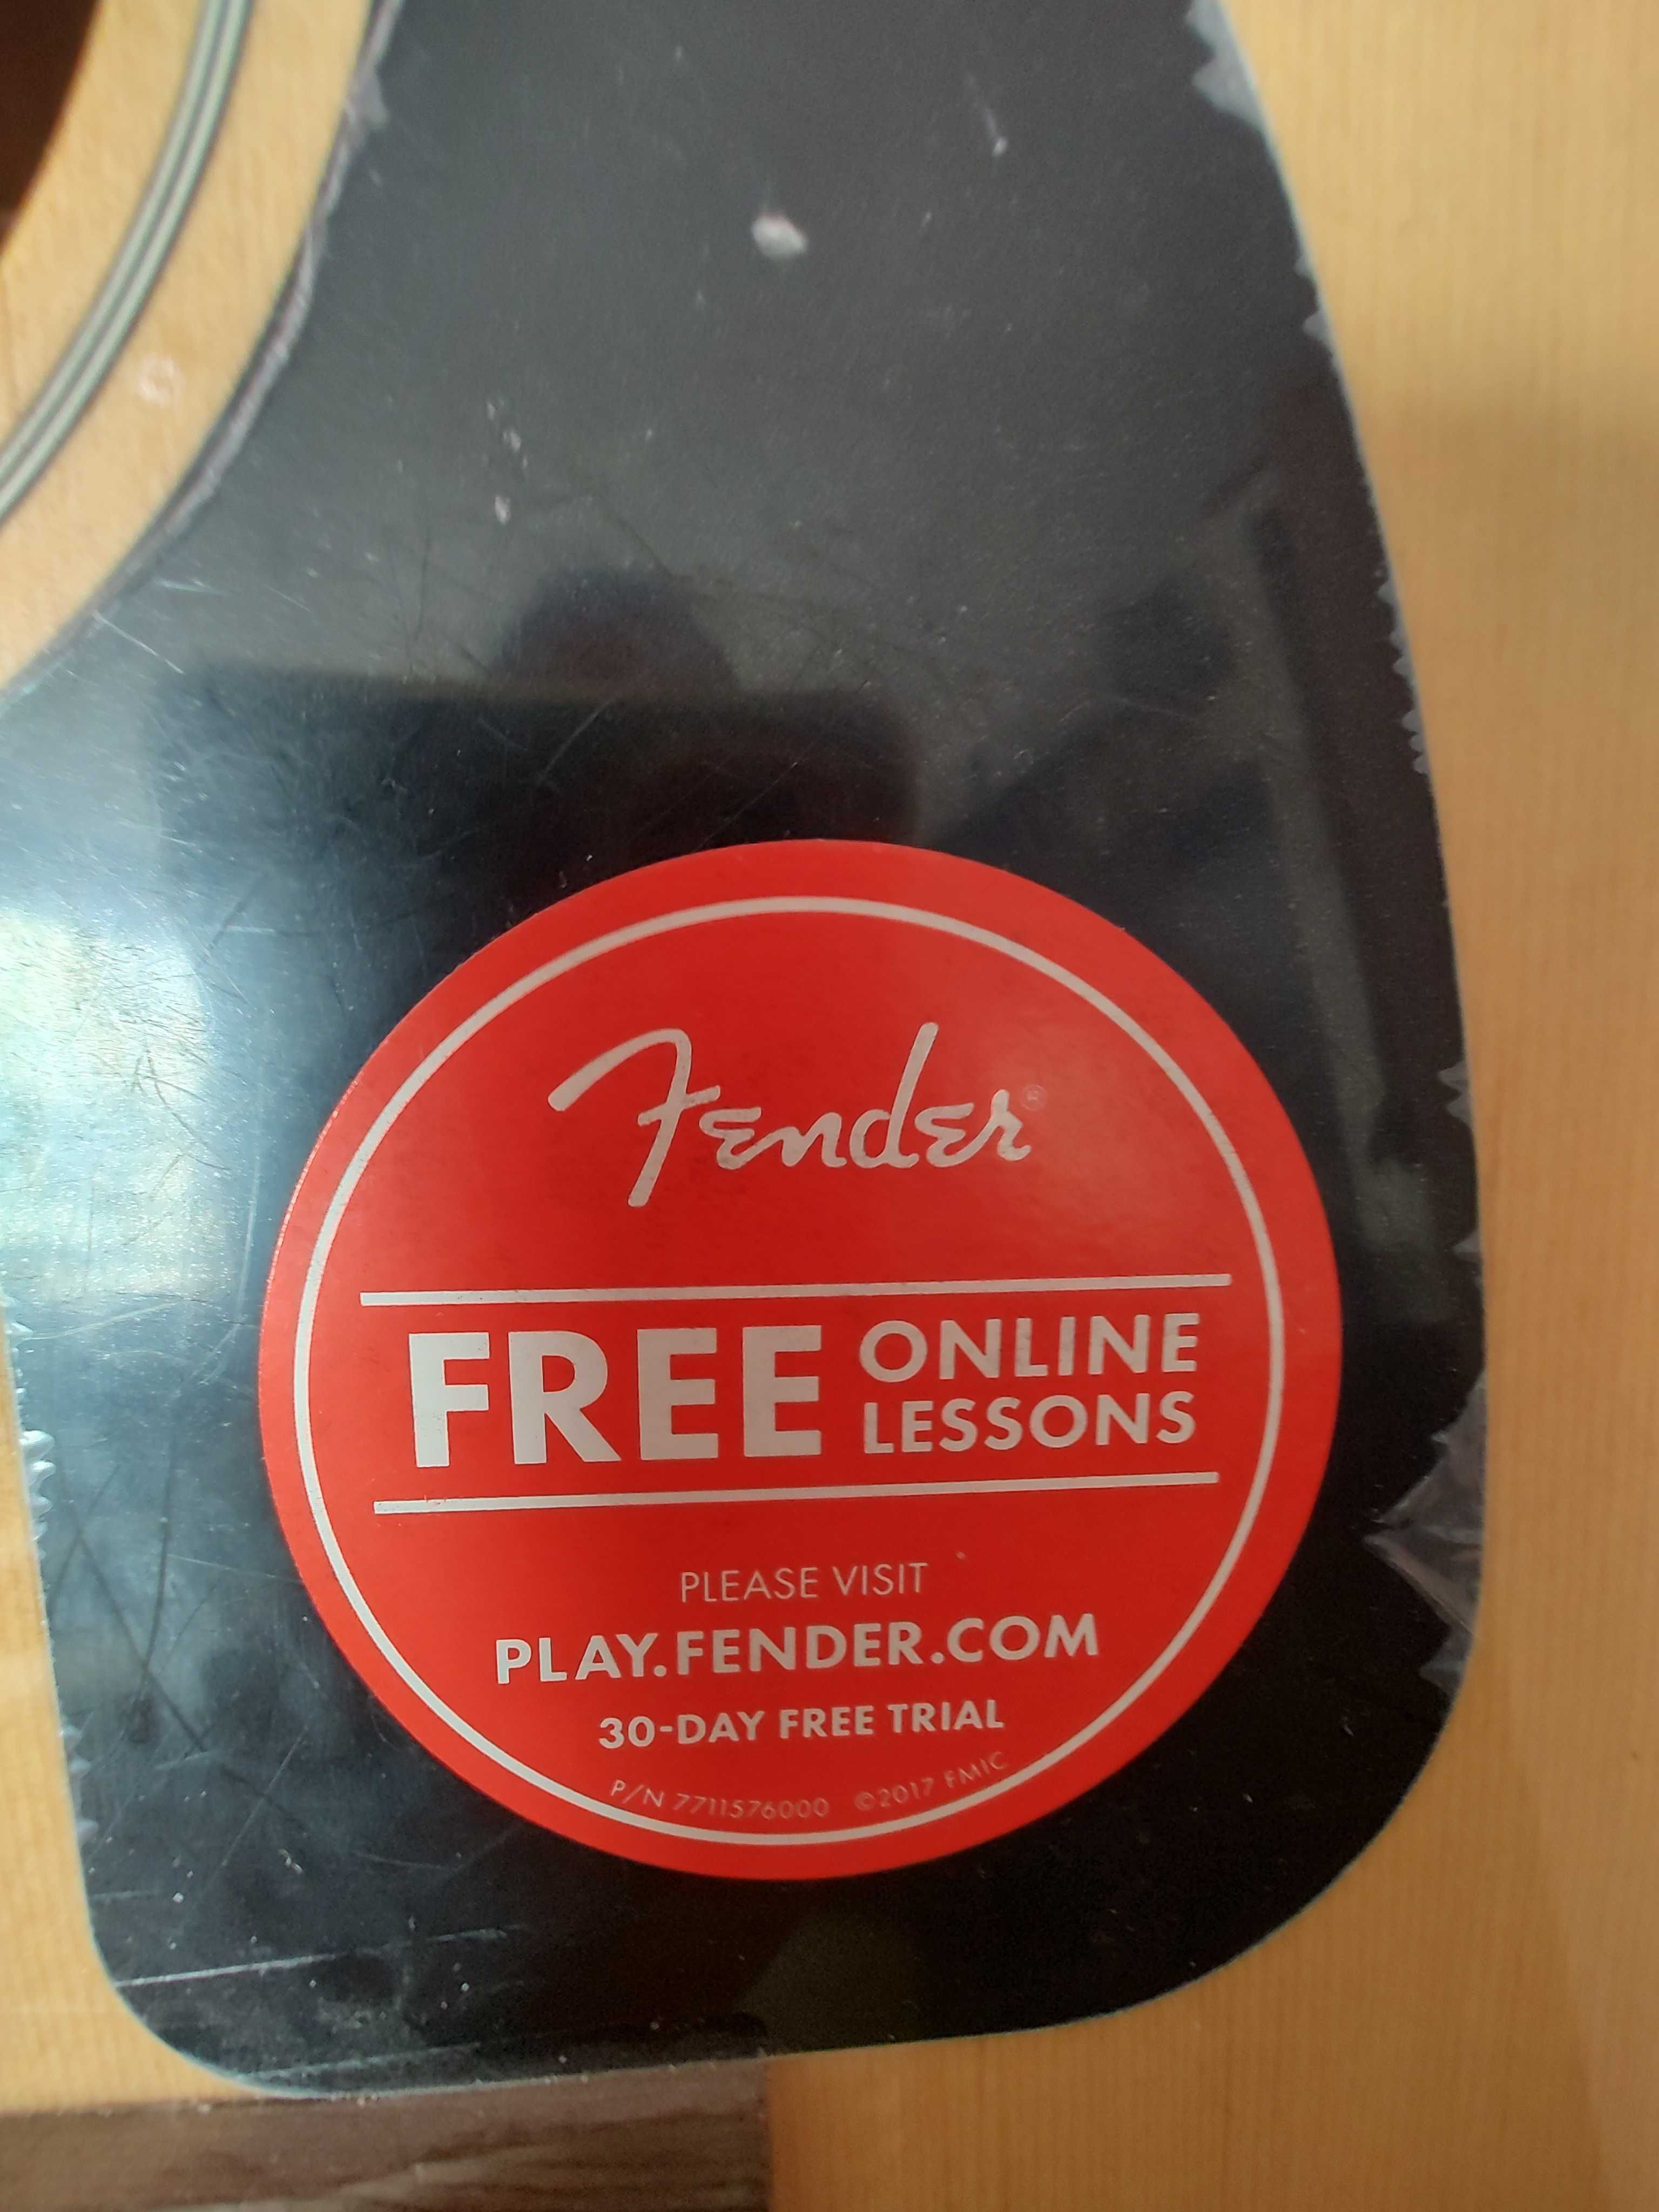 Fender®
FREE ONLINE
LESSONS
PLEASE VISIT
PLAY.FENDER.COM
30-DAY FREE TRIAL
P/N 7711576000 ©2017 FMIC